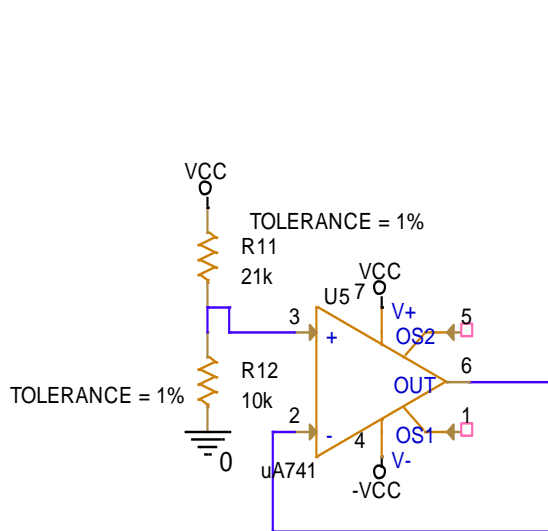 VCC
TOLERANCE = 1%
R11
21k
VCC
U5
7
V+
5
3
OS2
+
R12
6
TOLERANCE = 1%
10k
OUT
2
1
-
4
OS1
0
uA741
V-
-VCC